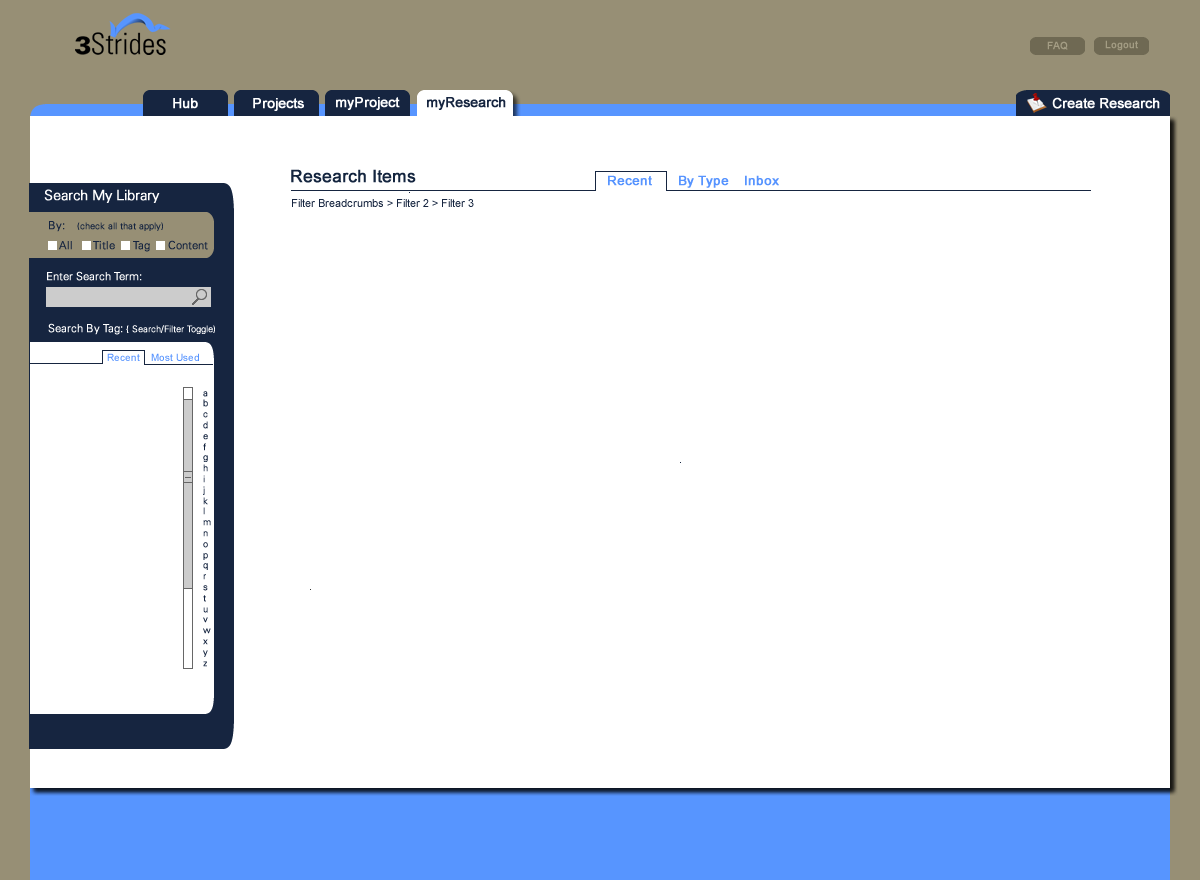 3Strides
FAQ
Logout
Hub
Projects
myProject
myResearch
Create Research
Search My Library
By: (check all that apply)
All Title Tag Content
Enter Search Term:
Search By Tag: ( Search/Filter Toggle)
Recent Most Used
a
b
c
d
e
f
g
h
i
j
k
l
m
n
o
p
q
r
s
t
u
v
w
x
y
z
Research Items
Recent By Type Inbox
Filter Breadcrumbs > Filter 2 > Filter 3